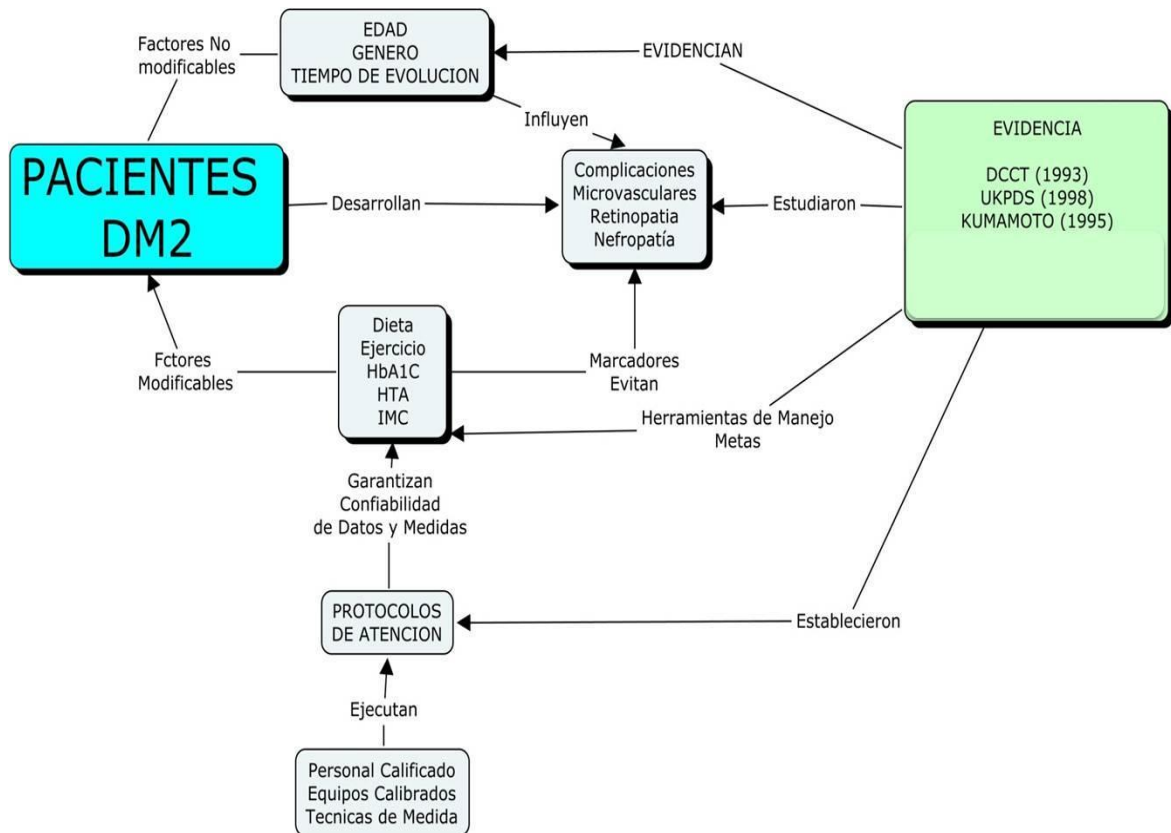 EDAD
GENERO
TIEMPO DE EVOLUCION
Factores No
modificables
EVIDENCIAN
Influyen
EVIDENCIA
DCCT (1993)
UKPDS (1998)
KUMAMOTO (1995)
PACIENTES
DM2
Desarrollan
Complicaciones
Microvasculares
Retinopatia
Nefropatía
Estudiaron
Dieta
Ejercicio
HbA1C
HTA
IMC
Fctores
Modificables
Marcadores
Evitan
Herramientas de Manejo
Metas
Garantizan
Confiabilidad
de Datos y Medidas
PROTOCOLOS
DE ATENCION
Establecieron
Ejecutan
Personal Calificado
Equipos Calibrados
Tecnicas de Medida